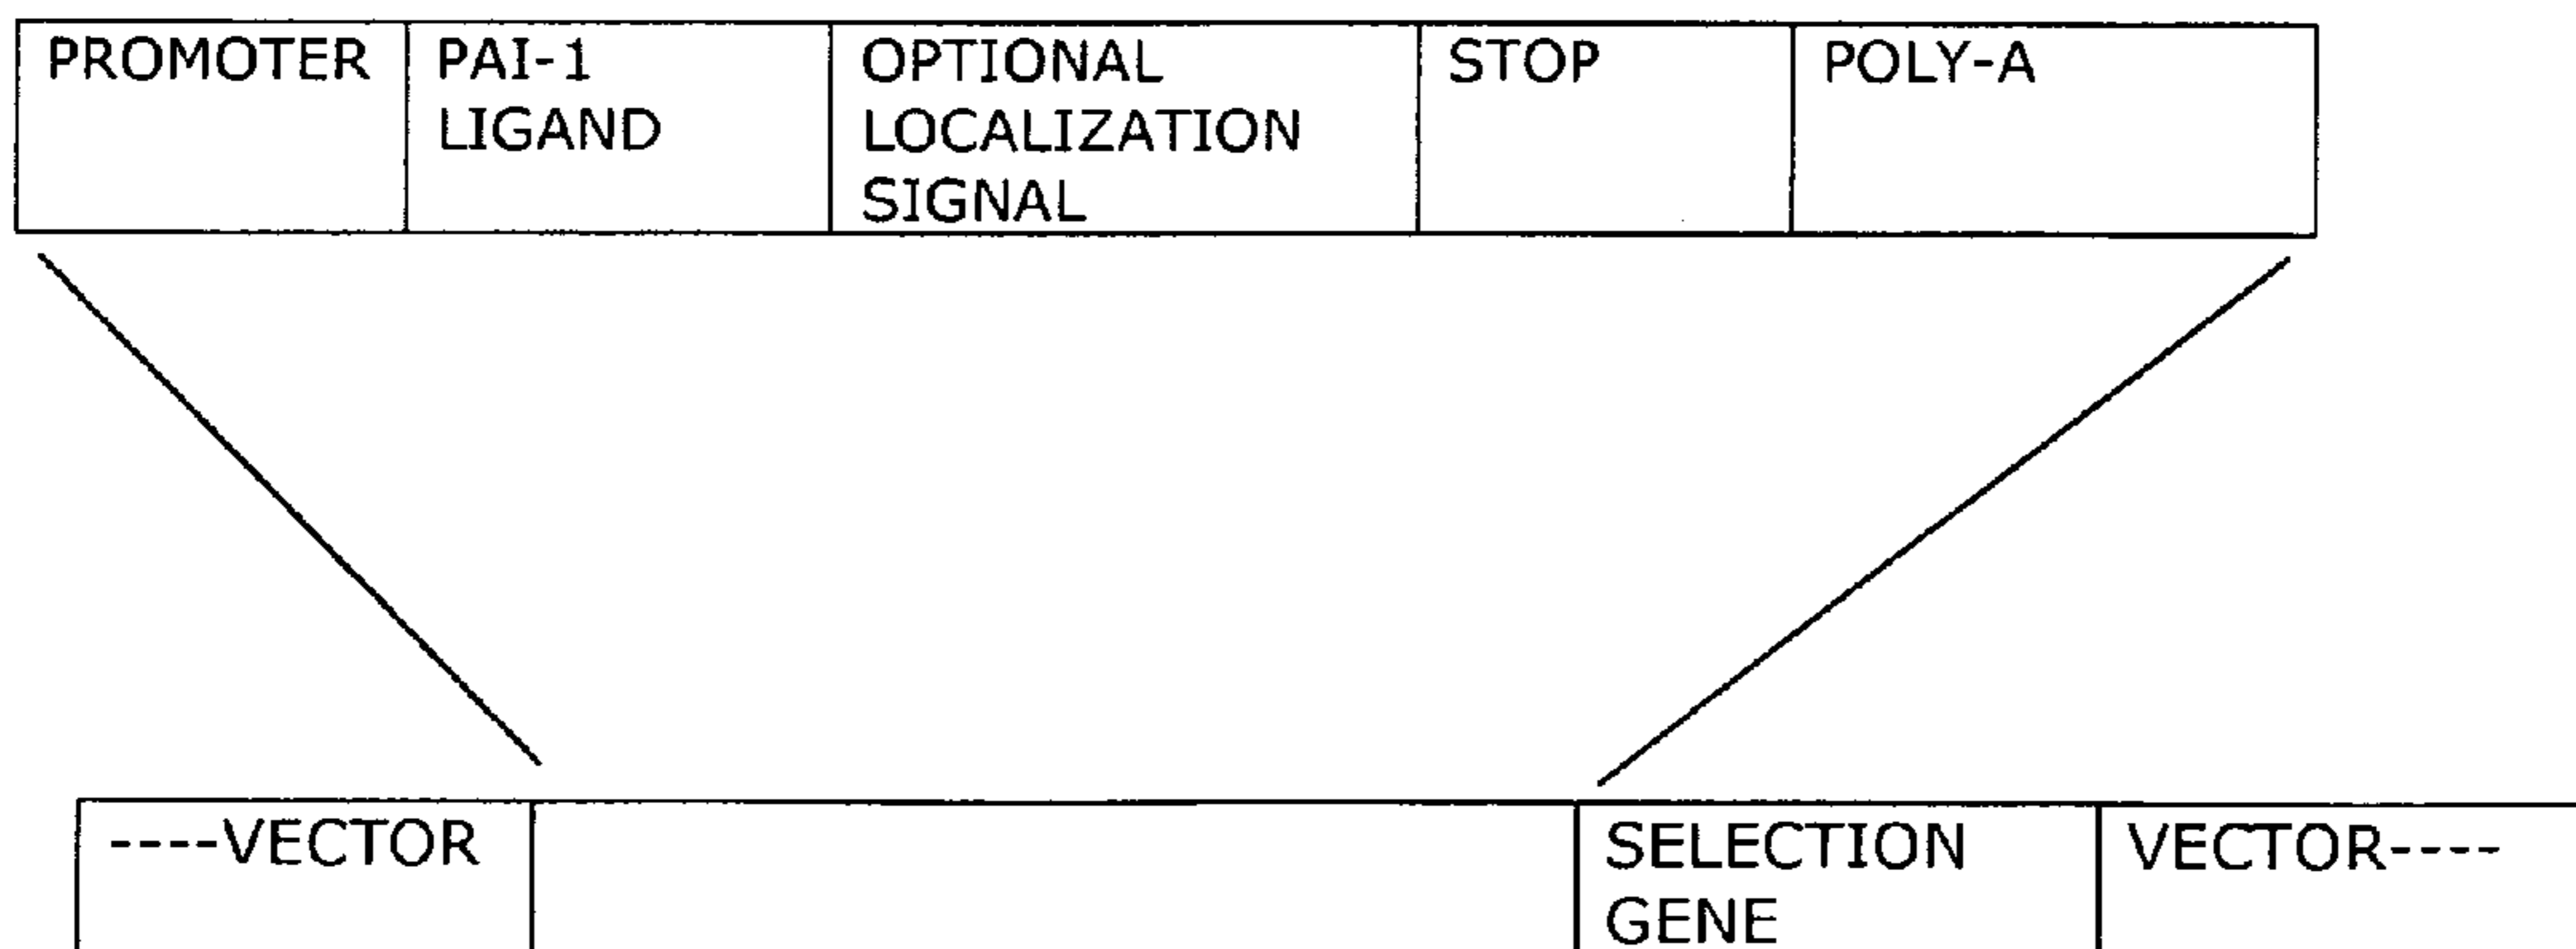 PROMOTER
PAI-1
LIGAND
OPTIONAL
LOCALIZATION
SIGNAL
STOP
POLY-A
----VECTOR
SELECTION
GENE
VECTOR----